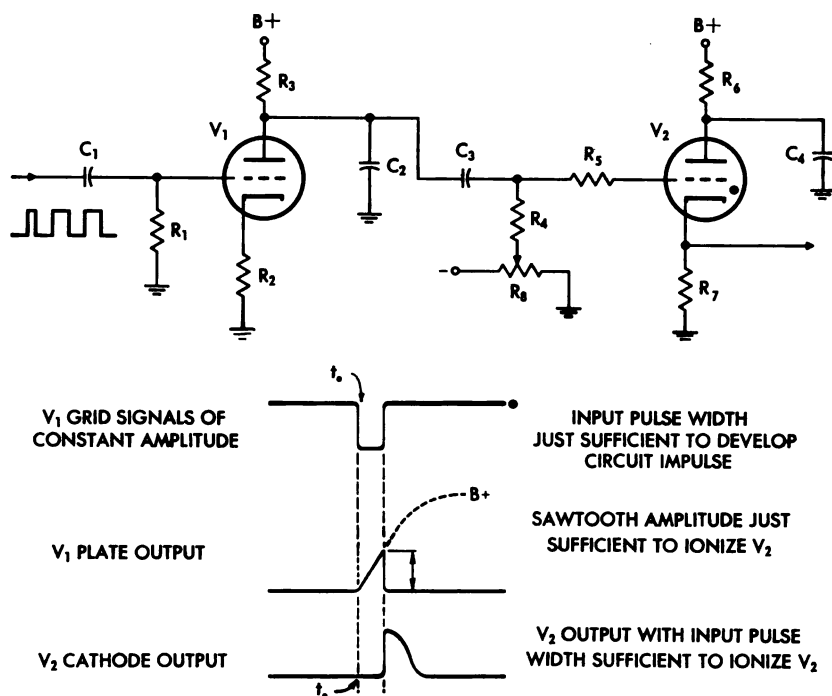 B+
B+
R₃
R₆
V₁
V₂
C₁
C₂
C₃
R₅
C₄
R₁
R₄
R₂
-
R₈
R₇
tₒ
V₁ GRID SIGNALS OF
CONSTANT AMPLITUDE
INPUT PULSE WIDTH
JUST SUFFICIENT TO DEVELOP
CIRCUIT IMPULSE
B+
V₁ PLATE OUTPUT
SAWTOOTH AMPLITUDE JUST
SUFFICIENT TO IONIZE V₂
V₂ CATHODE OUTPUT
V₂ OUTPUT WITH INPUT PULSE
WIDTH SUFFICIENT TO IONIZE V₂
tₒ